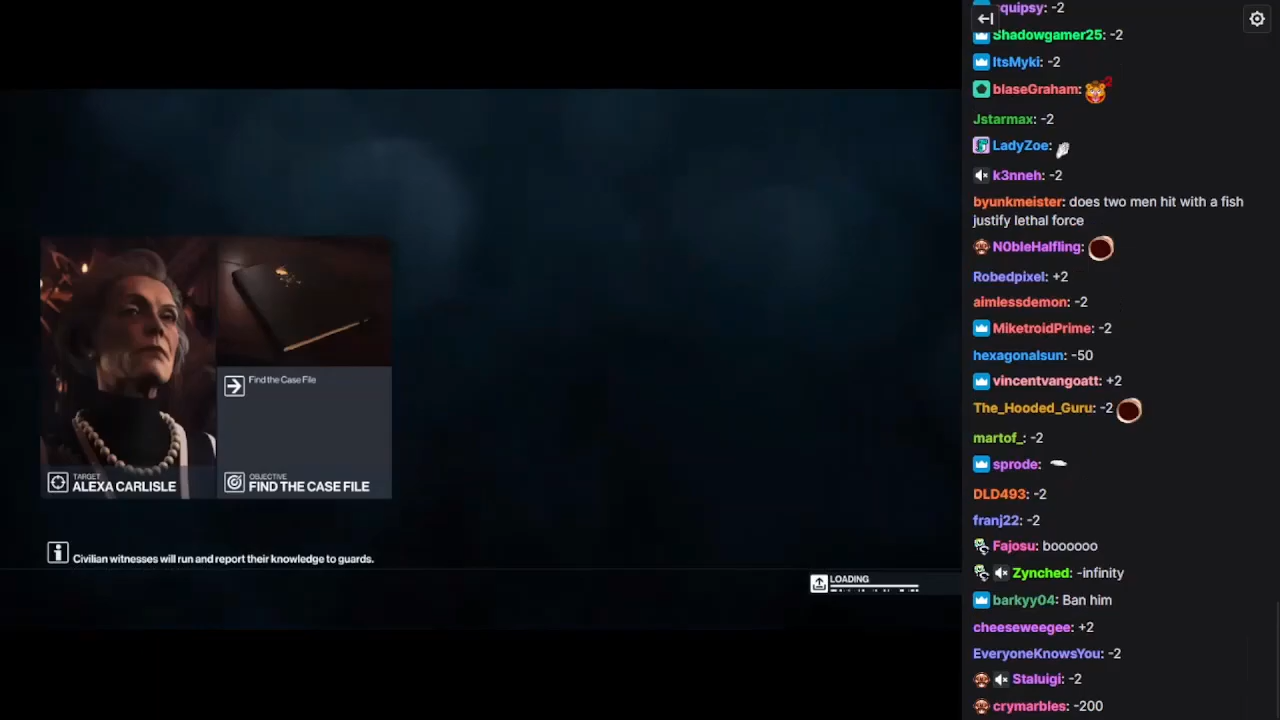 Find the Case File
TARGET
ALEXA CARLISLE
OBJECTIVE
FIND THE CASE FILE
Civilian witnesses will run and report their knowledge to guards.
LOADING
quipsy: -2
Shadowgamer25: -2
ItsMyki: -2
blaseGraham: 2
Jstarmax: -2
LadyZoe:
k3nneh: -2
byunkmeister: does two men hit with a fish
justify lethal force
N0bleHalfling:
Robedpixel: +2
aimlessdemon: -2
MiketroidPrime: -2
hexagonalsun: -50
vincentvangoatt: +2
The_Hooded_Guru: -2
martof_: -2
sprode:
DLD493: -2
franj22: -2
Fajosu: boooooo
Zynched: -infinity
barkyy04: Ban him
cheeseweegee: +2
EveryoneKnowsYou: -2
Staluigi: -2
crymarbles: -200